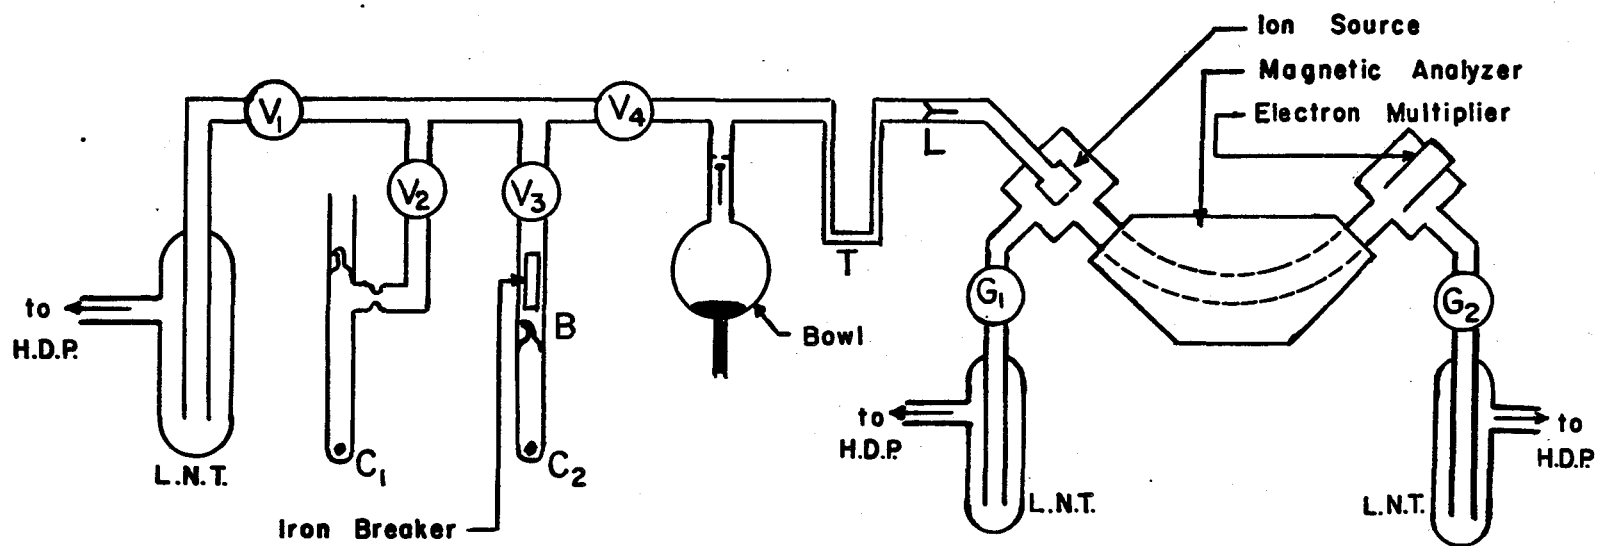 Ion Source
Magnetic Analyzer
Electron Multiplier
V1
V4
L
V2
V3
T
to
H.D.P.
B
Bowl
G1
G2
L.N.T.
C1
C2
Iron Breaker
to
H.D.P.
L.N.T.
to
H.D.P.
L.N.T.